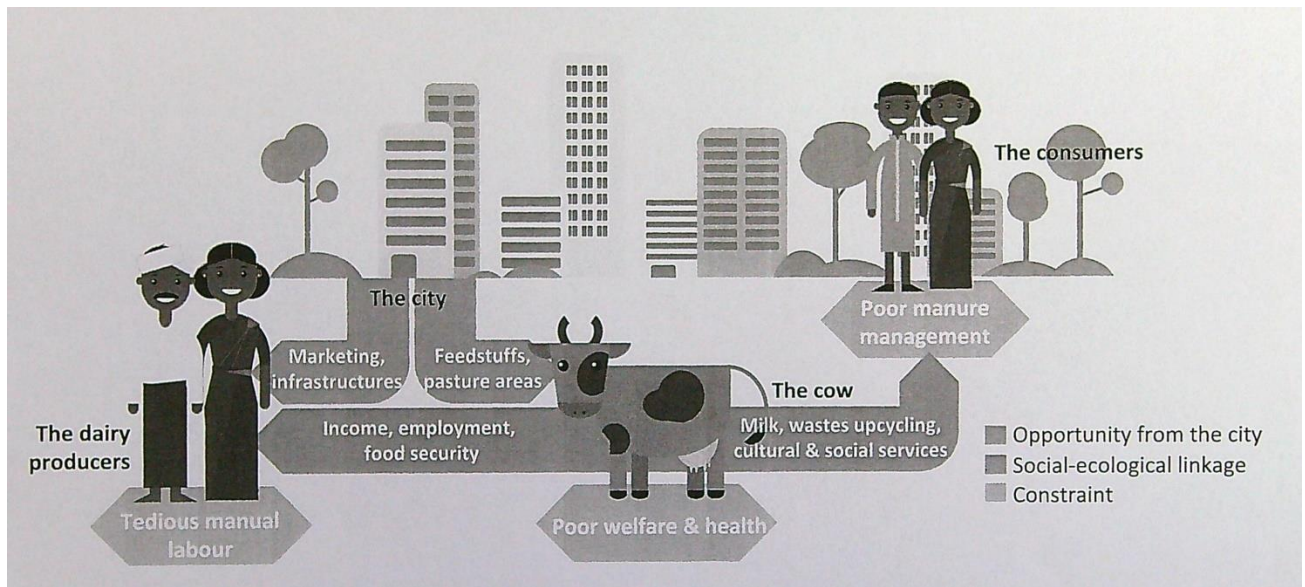 The consumers
Poor manure
management
The city
Marketing,
infrastructures
Feedstuffs,
pasture areas
The cow
The dairy
producers
Income, employment,
food security
Milk, wastes upcycling,
cultural & social services
Tedious manual
labour
Poor welfare & health
Opportunity from the city
Social-ecological linkage
Constraint